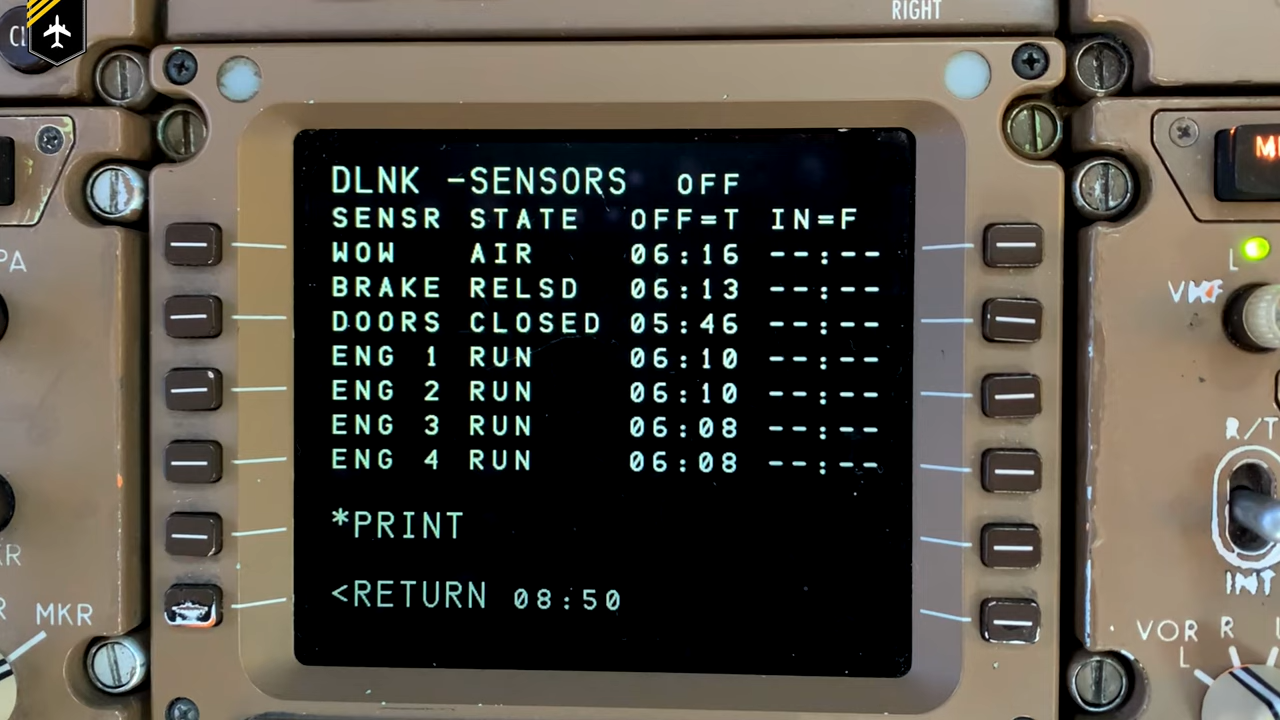 RIGHT
DLNK -SENSORS OFF
SENSR STATE OFF=T IN=F
WOW AIR 06:16 --:--
BRAKE RELSD 06:13 --:--
DOORS CLOSED 05:46 --:--
ENG 1 RUN 06:10 --:--
ENG 2 RUN 06:10 --:--
ENG 3 RUN 06:08 --:--
ENG 4 RUN 06:08 --:--
*PRINT
<RETURN 08:50
MKR
L
VHF
R/T
INT
VOR R
L